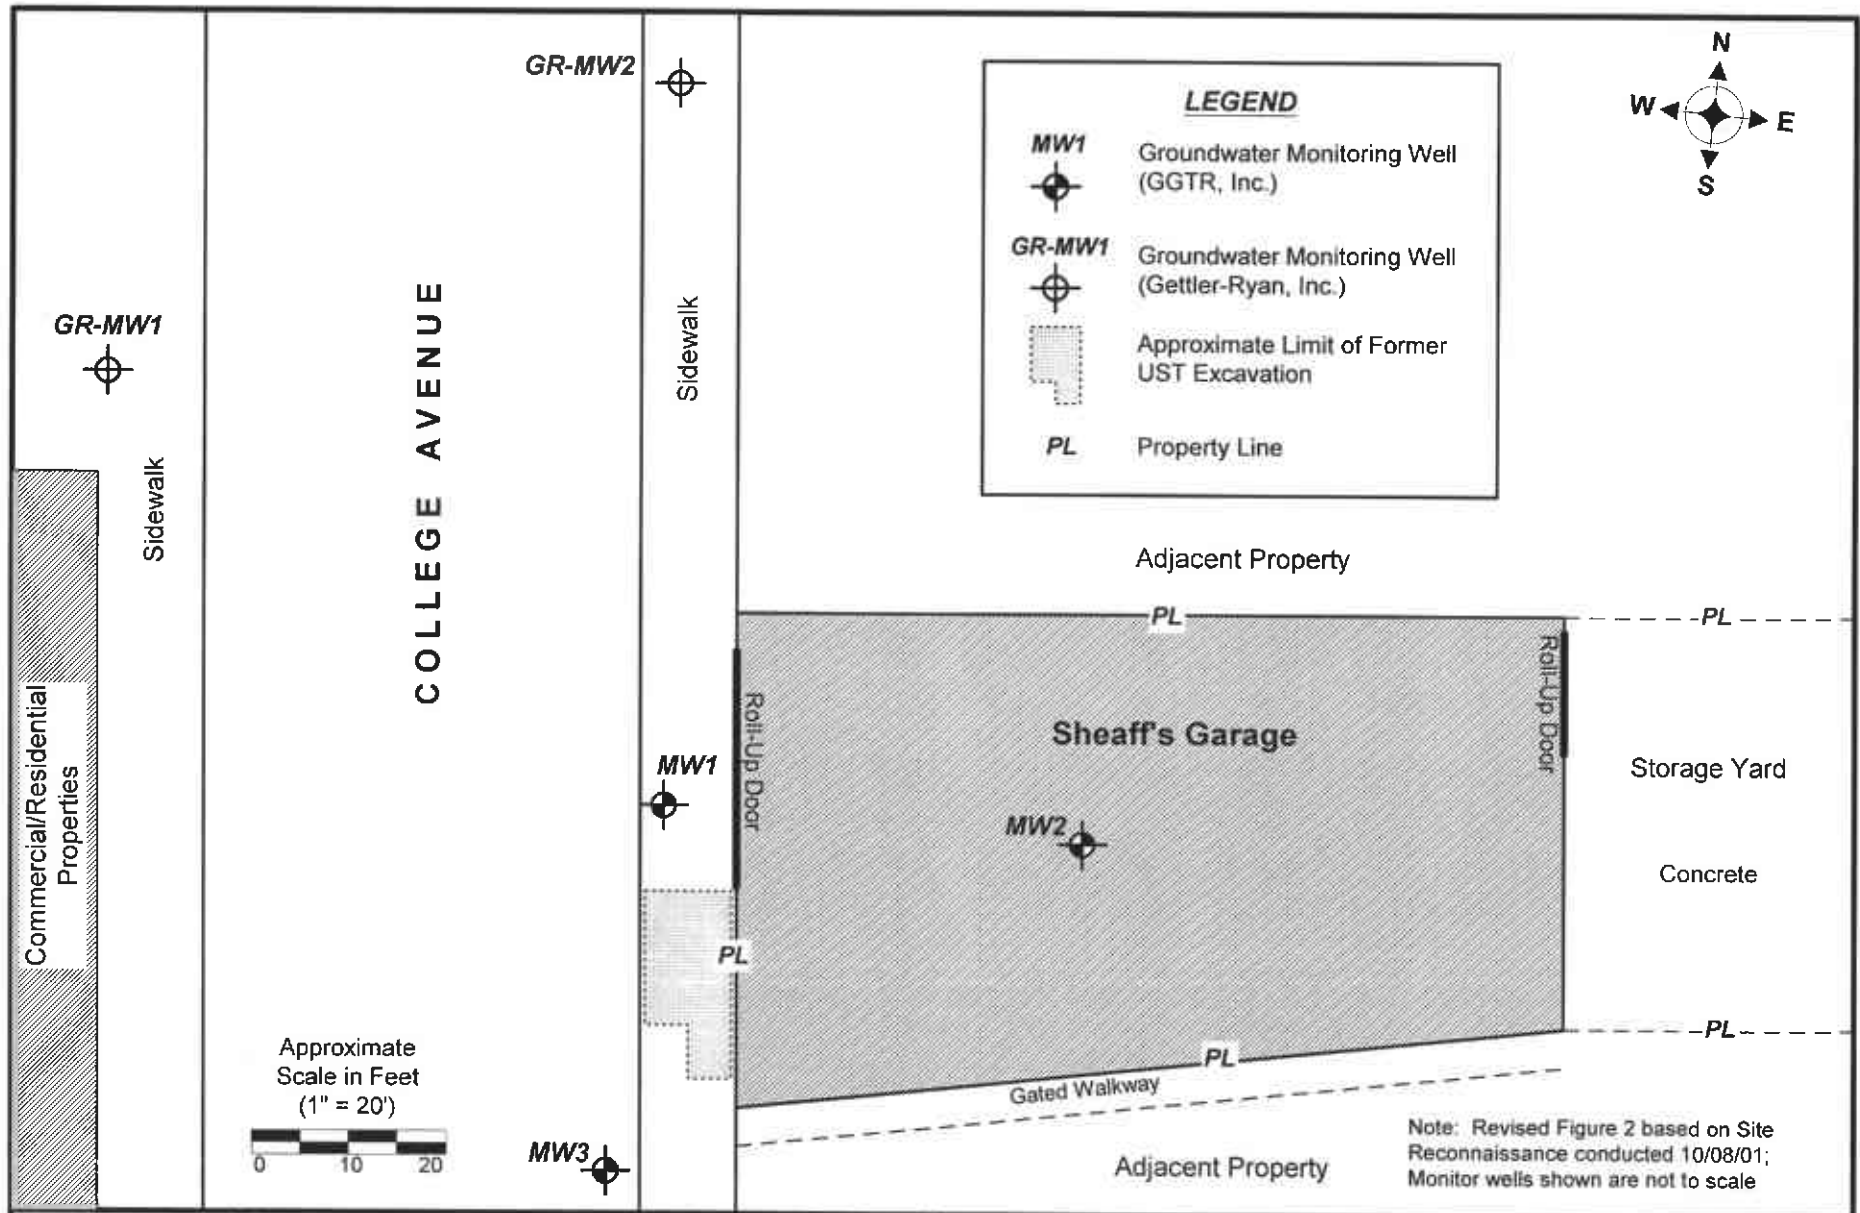 GR-MW2
N
W
E
S
LEGEND
MW1
Groundwater Monitoring Well
(GGTR, Inc.)
GR-MW1
Groundwater Monitoring Well
(Gettler-Ryan, Inc.)
Approximate Limit of Former
UST Excavation
PL
Property Line
GR-MW1
COLLEGE AVENUE
Sidewalk
Sidewalk
Adjacent Property
PL
PL
Roll-Up Door
Roll-Up Door
Sheaff's Garage
Storage Yard
MW1
MW2
Concrete
Commercial/Residential
Properties
PL
PL
PL
Gated Walkway
Approximate
Scale in Feet
(1" = 20')
0 10 20
MW3
Adjacent Property
Note: Revised Figure 2 based on Site
Reconnaissance conducted 10/08/01;
Monitor wells shown are not to scale